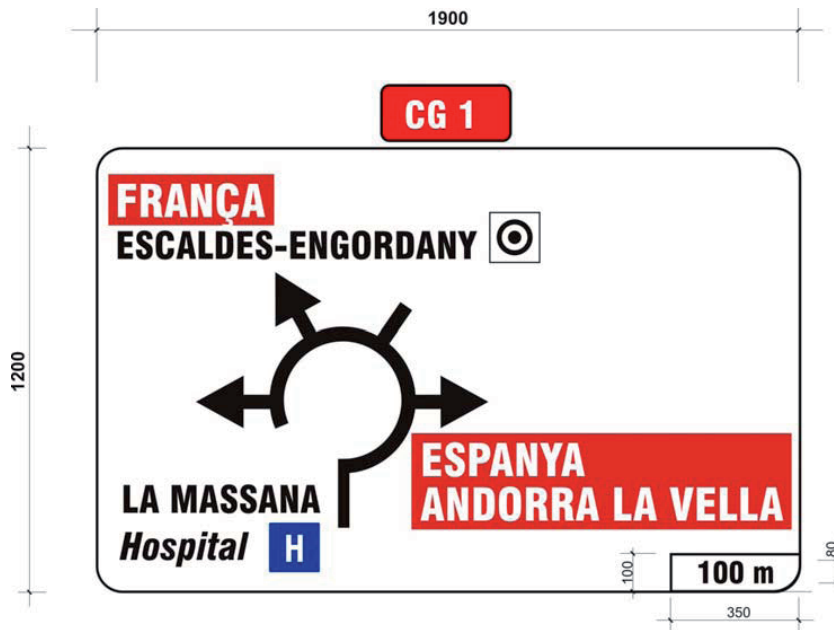 1900
CG 1
FRANÇA
ESCALDES-ENGORDANY
1200
ESPANYA
ANDORRA LA VELLA
LA MASSANA
Hospital H
100 m
100
80
350